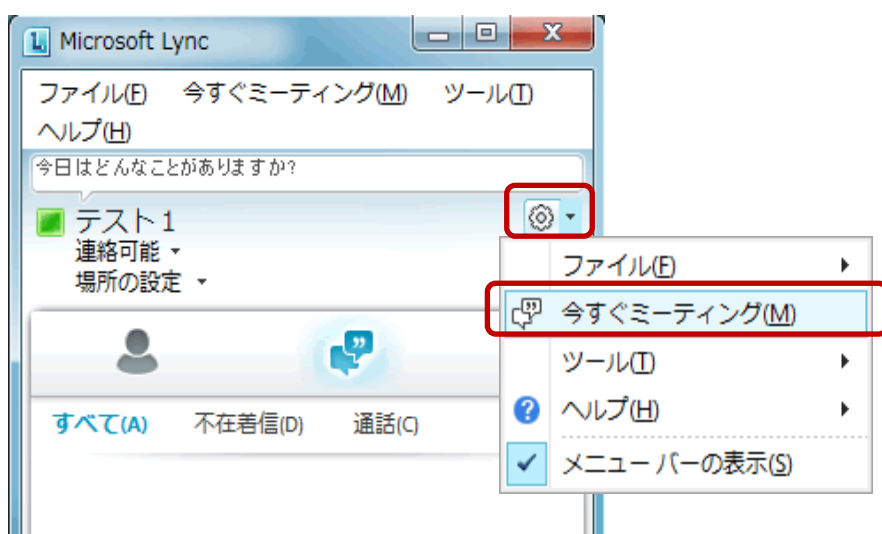 Microsoft Lync
ファイル(F) 今すぐミーティング(M) ツール(T)
ヘルプ(H)
今日はどんなことがありますか?
テスト 1
連絡可能
場所の設定
すべて(A) 不在着信(D) 通話(C)
ファイル(F)
今すぐミーティング(M)
ツール(T)
ヘルプ(H)
メニュー バーの表示(S)